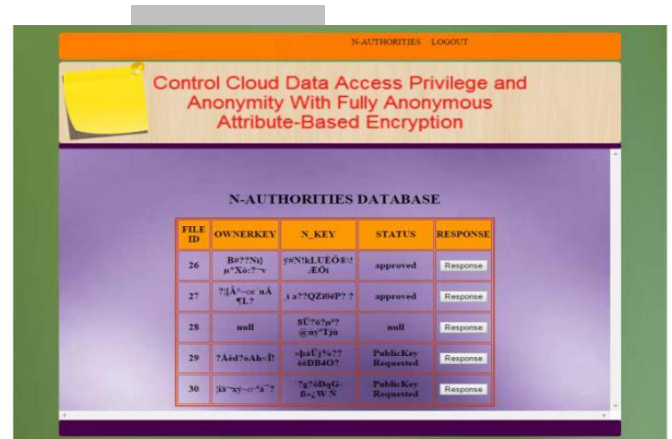 N-AUTHORITIES LOGOUT
Control Cloud Data Access Privilege and
Anonymity With Fully Anonymous
Attribute-Based Encryption
N-AUTHORITIES DATABASE
FILE ID OWNERKEY N_KEY STATUS RESPONSE
26 approved Response
27 approved Response
28 null null Response
29 PublicKey Requested Response
30 PublicKey Requested Response